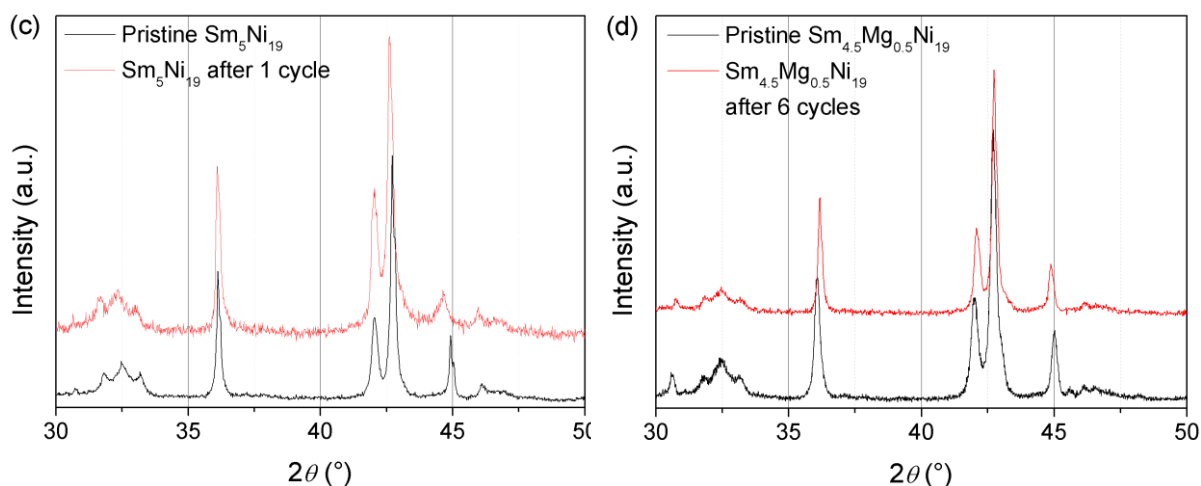 (c)
Pristine Sm₅Ni₁₉
Sm₅Ni₁₉ after 1 cycle
Intensity (a.u.)
30 35 40 45 50
2θ (°)
(d)
Pristine Sm₄.₅Mg₀.₅Ni₁₉
Sm₄.₅Mg₀.₅Ni₁₉
after 6 cycles
Intensity (a.u.)
30 35 40 45 50
2θ (°)